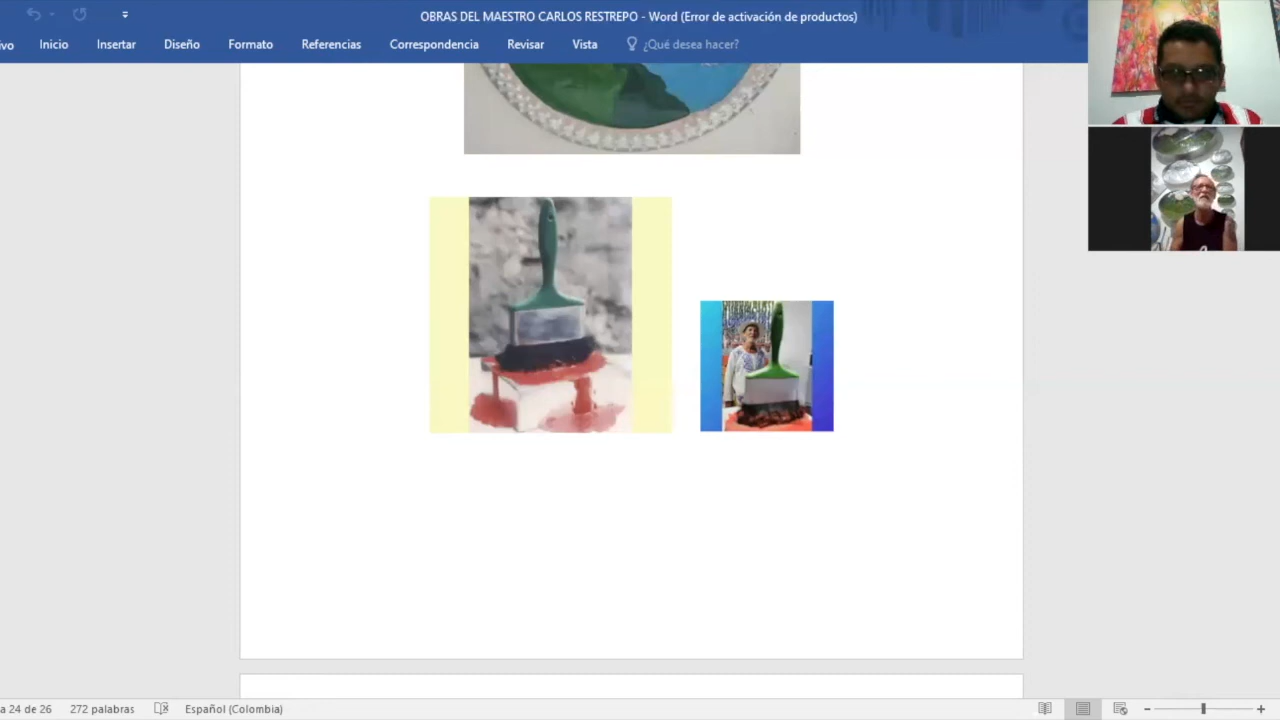 OBRAS DEL MAESTRO CARLOS RESTREPO - Word (Error de activación de productos)
vo Inicio Insertar Diseño Formato Referencias Correspondencia Revisar Vista ¿Qué desea hacer?
a 24 de 26 272 palabras Español (Colombia)